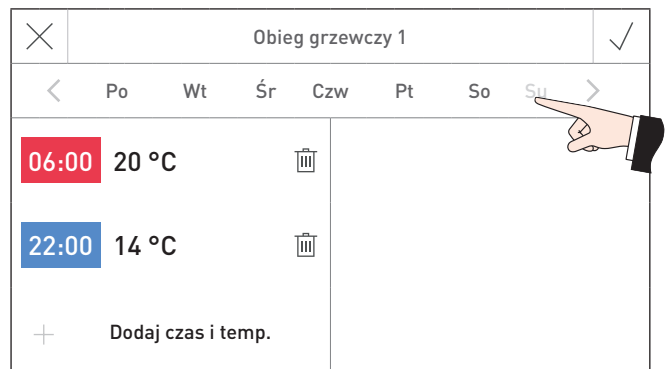 Obieg grzewczy 1
Po Wt Śr Czw Pt So Su
06:00 20 °C
22:00 14 °C
Dodaj czas i temp.